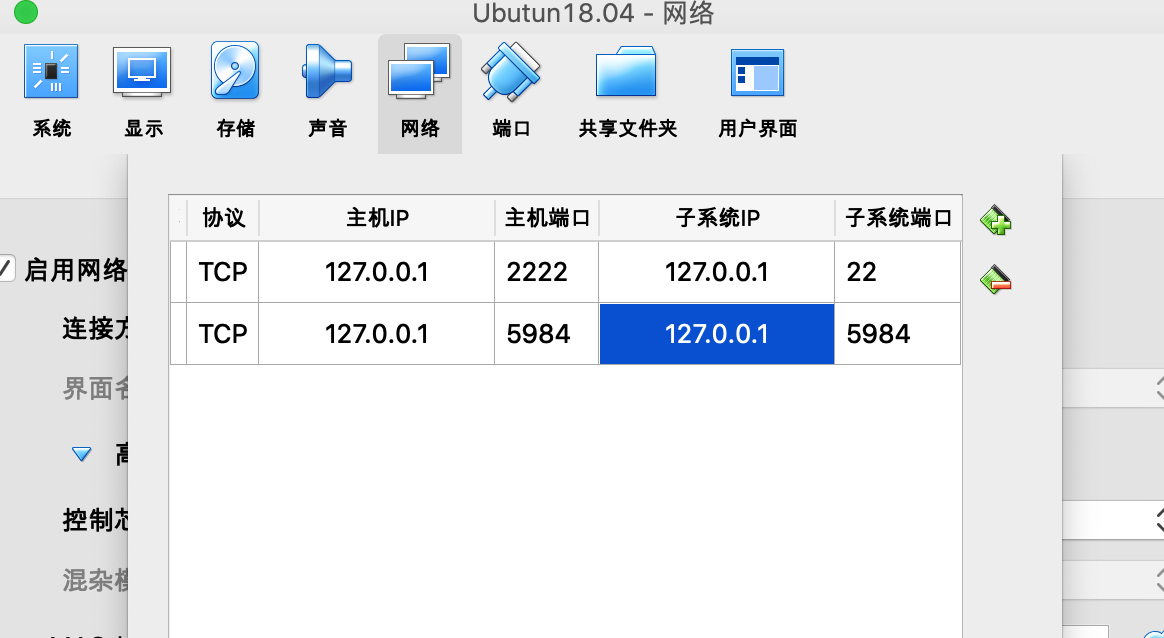 Ubutun18.04 - 网络
系统 显示 存储 声音 网络 端口 共享文件夹 用户界面
协议 主机IP 主机端口 子系统IP 子系统端口
TCP 127.0.0.1 2222 127.0.0.1 22
TCP 127.0.0.1 5984 127.0.0.1 5984
启用网络
连接方
界面名
高
控制芯
混杂模